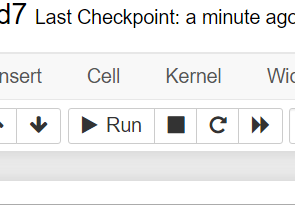 d7 Last Checkpoint: a minute ago
nsert Cell Kernel Wid
Run